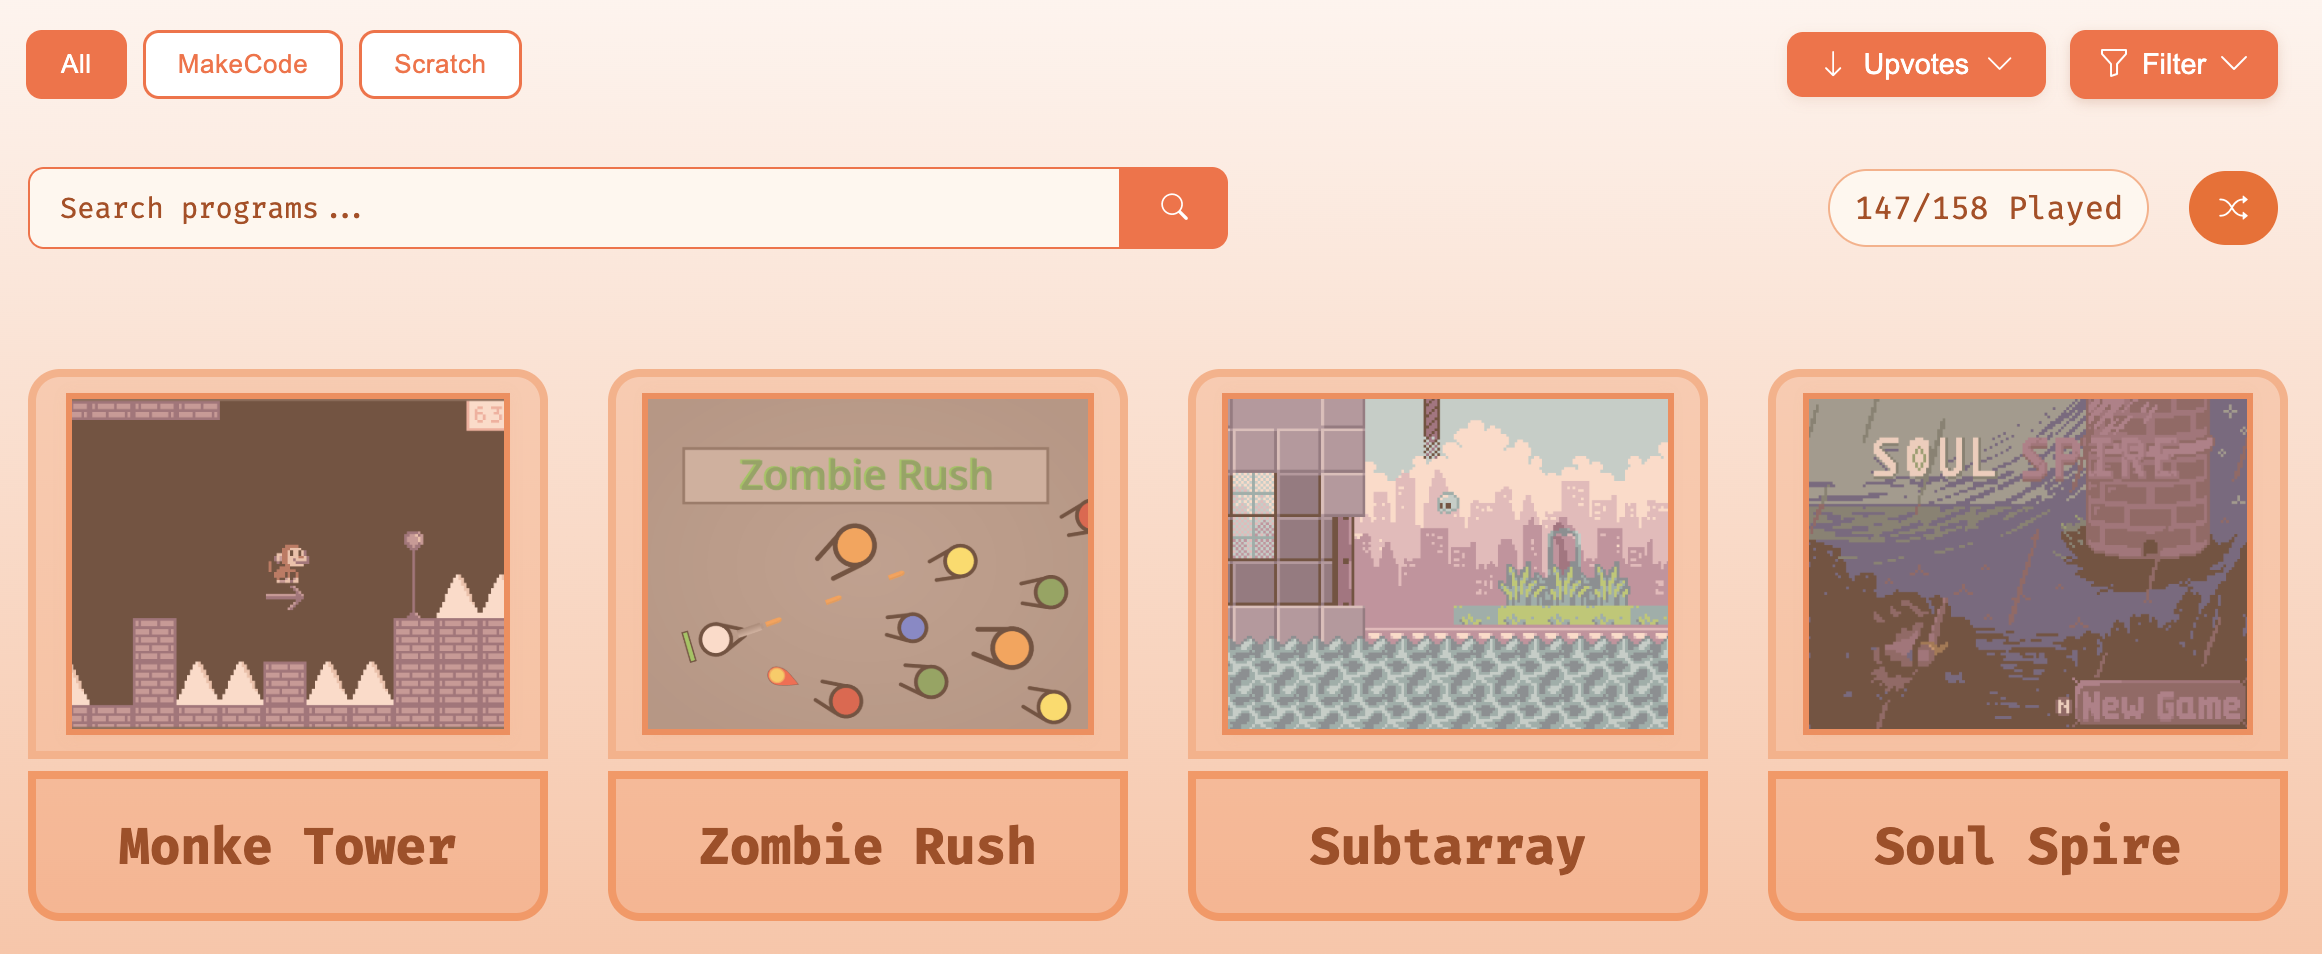 All
MakeCode
Scratch
Upvotes
Filter
Search programs...
147/158 Played
63
Zombie Rush
SOUL SPIRE
N New Game
Monke Tower
Zombie Rush
Subtarray
Soul Spire